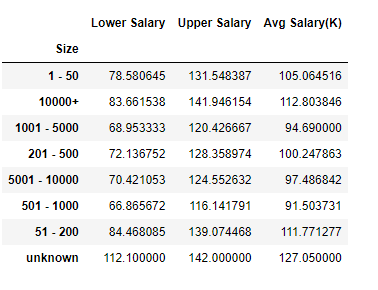 Lower Salary Upper Salary Avg Salary(K)
Size
1 - 50 78.580645 131.548387 105.064516
10000+ 83.661538 141.946154 112.803846
1001 - 5000 68.953333 120.426667 94.690000
201 - 500 72.136752 128.358974 100.247863
5001 - 10000 70.421053 124.552632 97.486842
501 - 1000 66.865672 116.141791 91.503731
51 - 200 84.468085 139.074468 111.771277
unknown 112.100000 142.000000 127.050000